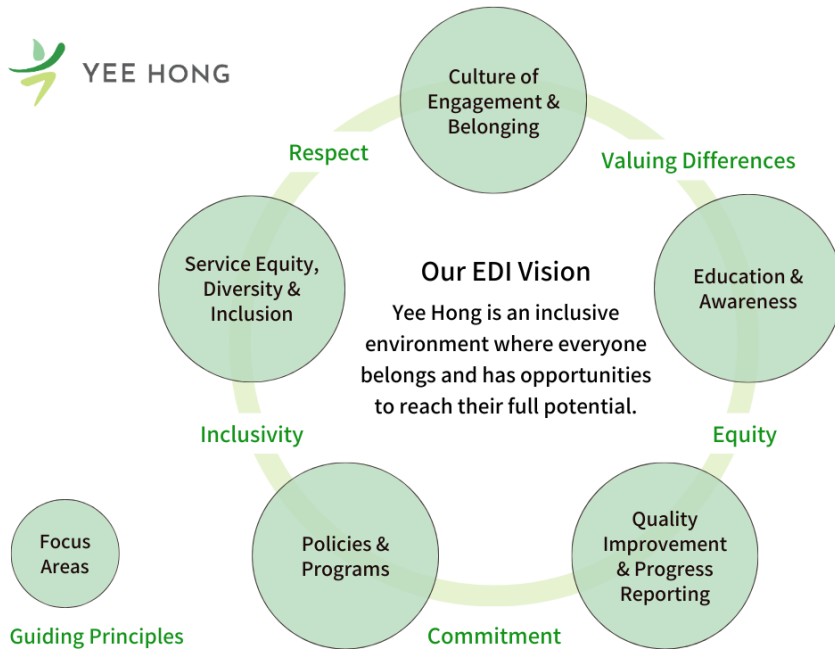 YEE HONG
Culture of
Engagement &
Belonging
Respect
Valuing Differences
Service Equity,
Diversity &
Inclusion
Our EDI Vision
Yee Hong is an inclusive
environment where everyone
belongs and has opportunities
to reach their full potential.
Education &
Awareness
Inclusivity
Equity
Policies &
Programs
Quality
Improvement
& Progress
Reporting
Focus
Areas
Guiding Principles
Commitment